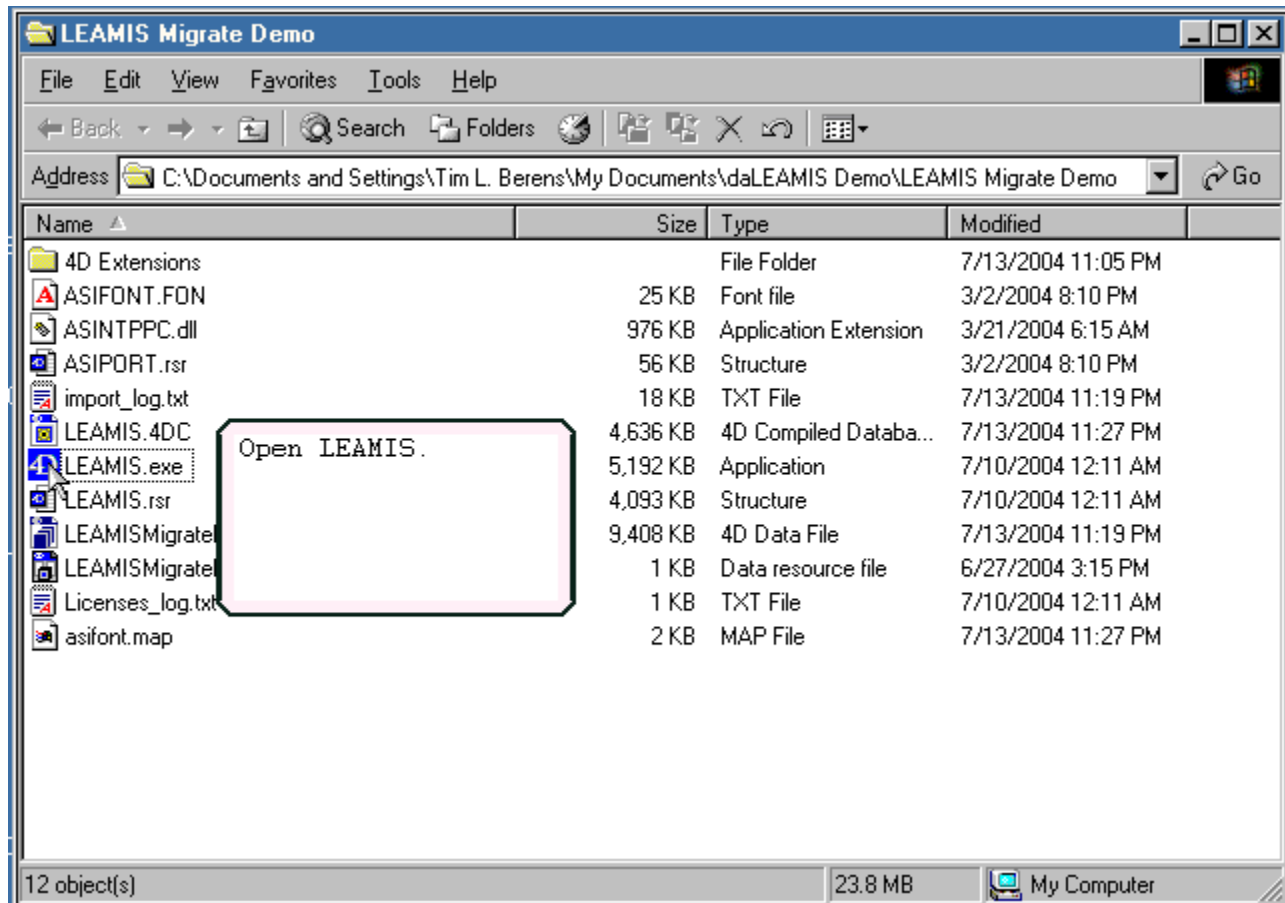 LEAMIS Migrate Demo
File Edit View Favorites Tools Help
Back Search Folders
Address C:\Documents and Settings\Tim L. Berens\My Documents\daLEAMIS Demo\LEAMIS Migrate Demo Go
Name Size Type Modified
4D Extensions File Folder 7/13/2004 11:05 PM
ASIFONT.FON 25 KB Font file 3/2/2004 8:10 PM
ASINTPPC.dll 976 KB Application Extension 3/21/2004 6:15 AM
ASIPORT.rsr 56 KB Structure 3/2/2004 8:10 PM
import_log.txt 18 KB TXT File 7/13/2004 11:19 PM
LEAMIS.4DC 4,636 KB 4D Compiled Databa... 7/13/2004 11:27 PM
Open LEAMIS.
LEAMIS.exe 5,192 KB Application 7/10/2004 12:11 AM
LEAMIS.rsr 4,093 KB Structure 7/10/2004 12:11 AM
LEAMISMigrate 9,408 KB 4D Data File 7/13/2004 11:19 PM
LEAMISMigrate 1 KB Data resource file 6/27/2004 3:15 PM
Licenses_log.txt 1 KB TXT File 7/10/2004 12:11 AM
asifont.map 2 KB MAP File 7/13/2004 11:27 PM
12 object(s) 23.8 MB My Computer